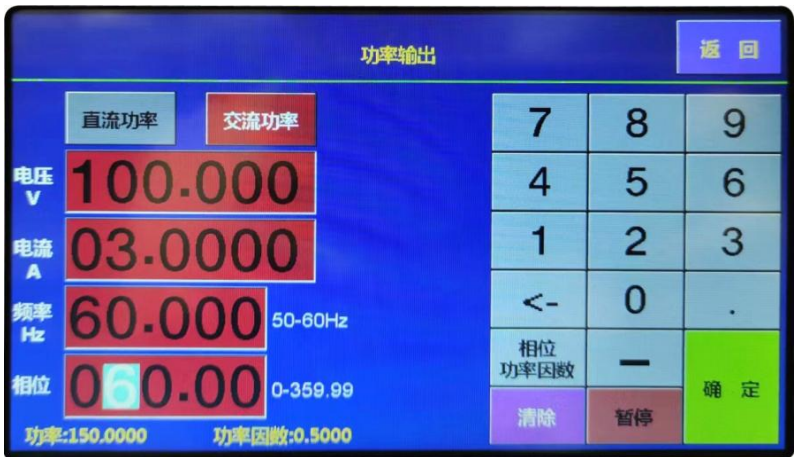 功率输出
返 回
直流功率 交流功率
电压 V 100.000
电流 A 03.0000
频率 Hz 60.000 50-60Hz
相位 060.00 0-359.99
功率:150.0000 功率因数:0.5000
7 8 9
4 5 6
1 2 3
<- 0 .
相位 功率因数 −
清除 暂停 确 定